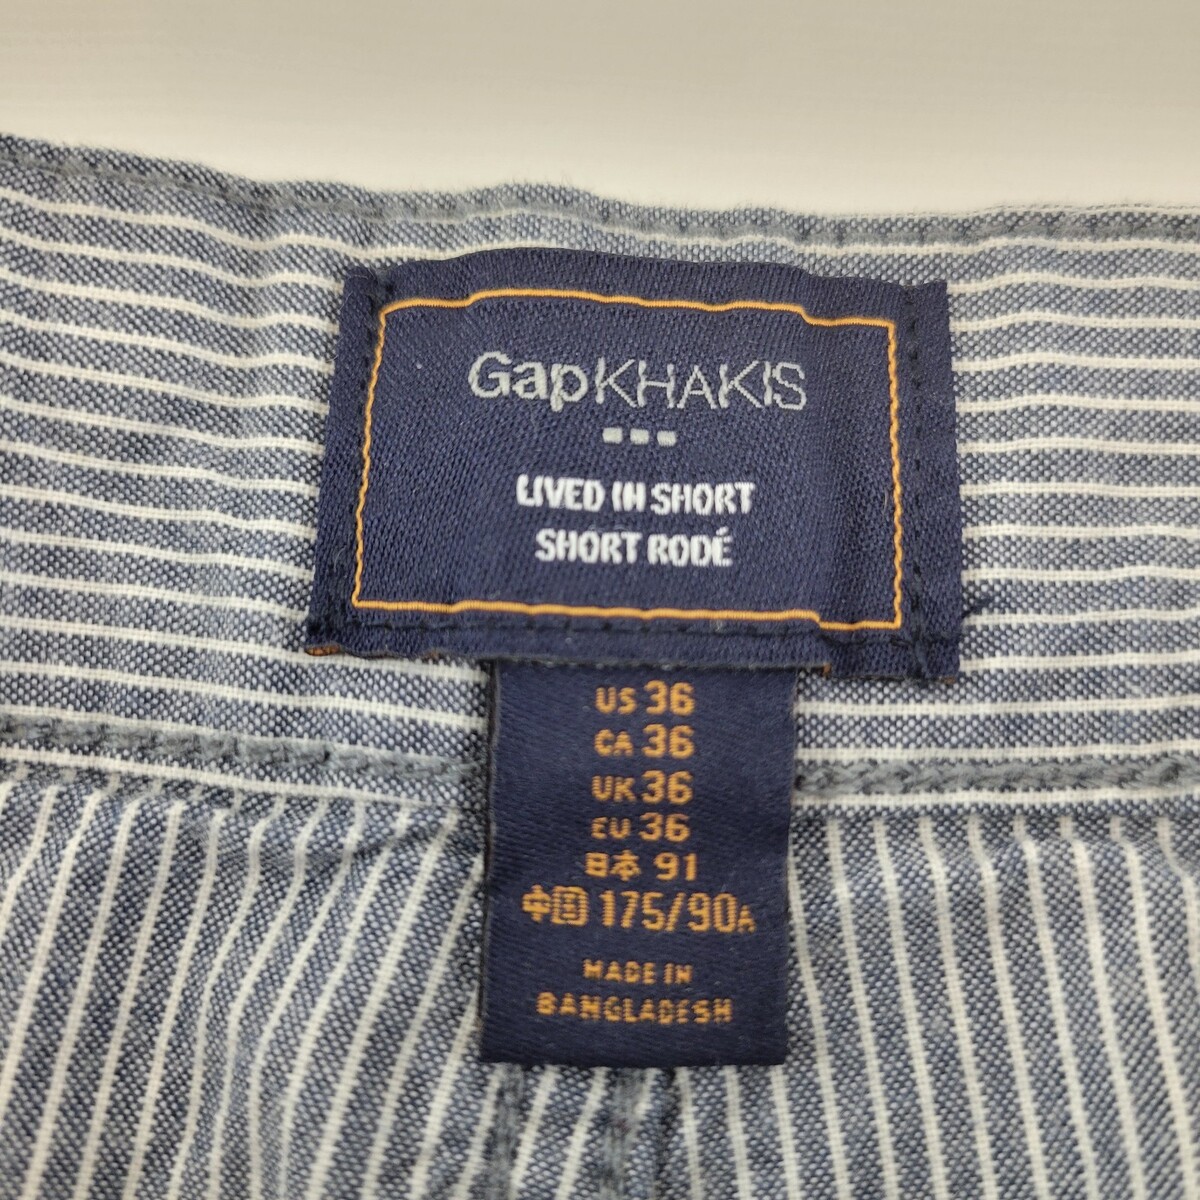 GapKHAKIS
LIVED IN SHORT
SHORT RODÉ
US 36
CA 36
UK 36
EU 36
日本 91
中国 175/90A
MADE IN
BANGLADESH